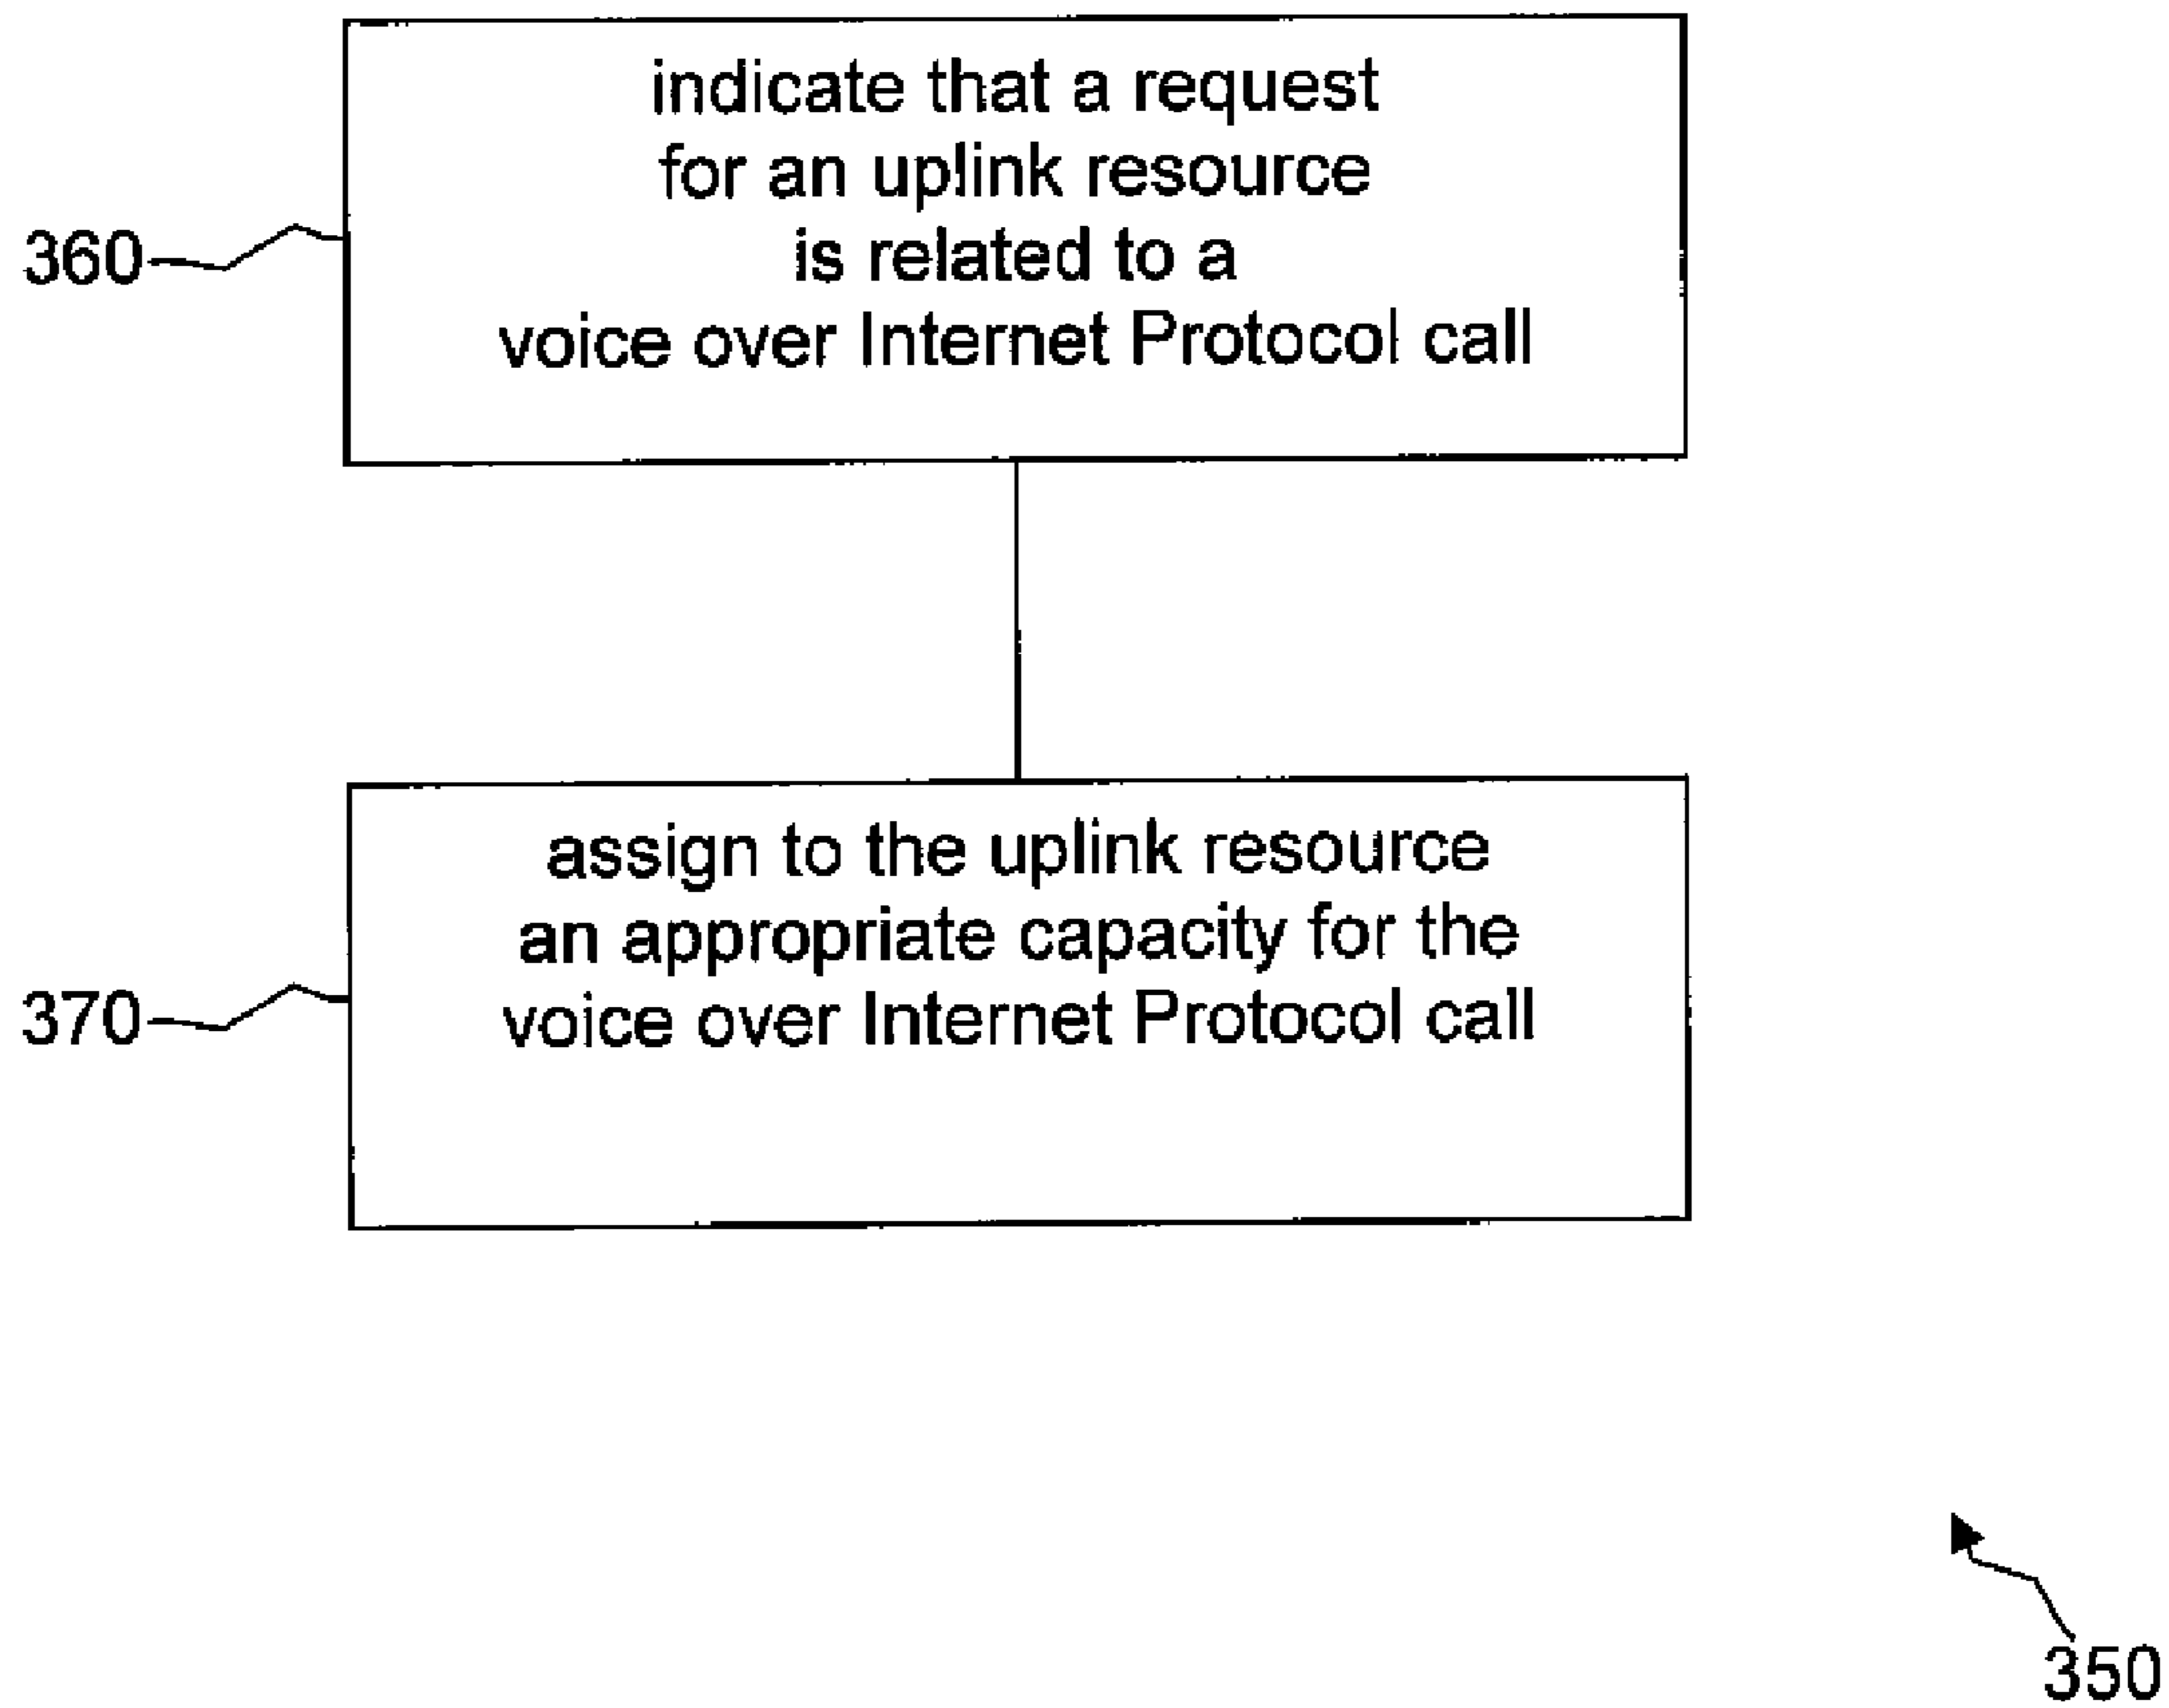 indicate that a request
for an uplink resource
is related to a
voice over Internet Protocol call
360
assign to the uplink resource
an appropriate capacity for the
voice over Internet Protocol call
370
350